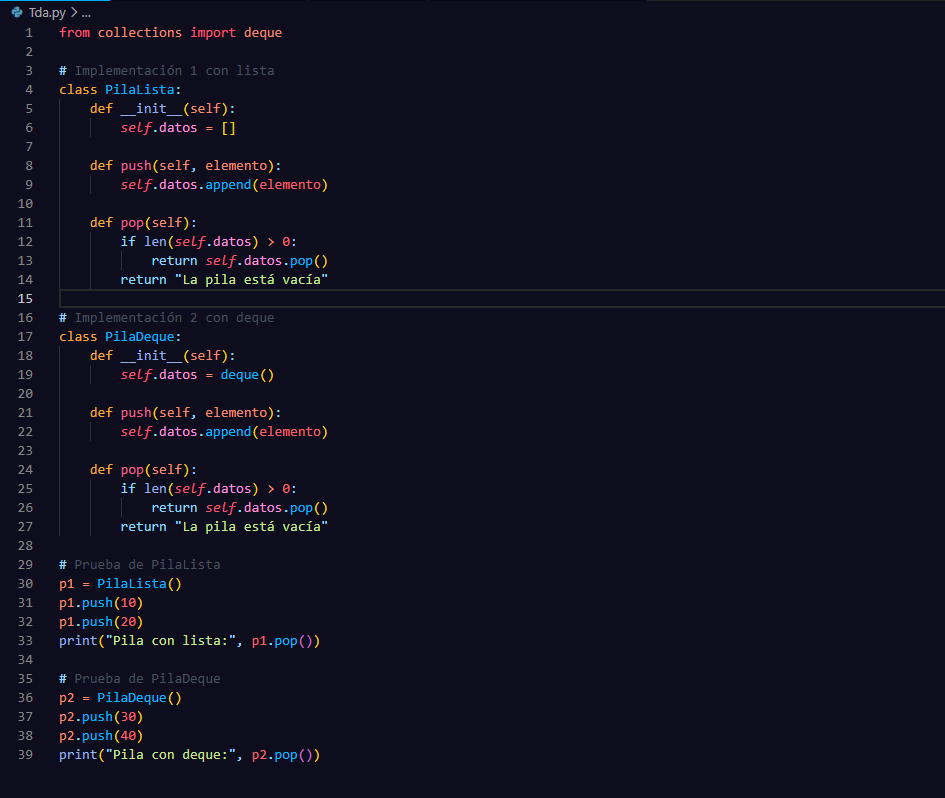 Tda.py > ...
1 from collections import deque
2
3 # Implementación 1 con lista
4 class PilaLista:
5     def __init__(self):
6         self.datos = []
7
8     def push(self, elemento):
9         self.datos.append(elemento)
10
11     def pop(self):
12         if len(self.datos) > 0:
13             return self.datos.pop()
14         return "La pila está vacía"
15
16 # Implementación 2 con deque
17 class PilaDeque:
18     def __init__(self):
19         self.datos = deque()
20
21     def push(self, elemento):
22         self.datos.append(elemento)
23
24     def pop(self):
25         if len(self.datos) > 0:
26             return self.datos.pop()
27         return "La pila está vacía"
28
29 # Prueba de PilaLista
30 p1 = PilaLista()
31 p1.push(10)
32 p1.push(20)
33 print("Pila con lista:", p1.pop())
34
35 # Prueba de PilaDeque
36 p2 = PilaDeque()
37 p2.push(30)
38 p2.push(40)
39 print("Pila con deque:", p2.pop())